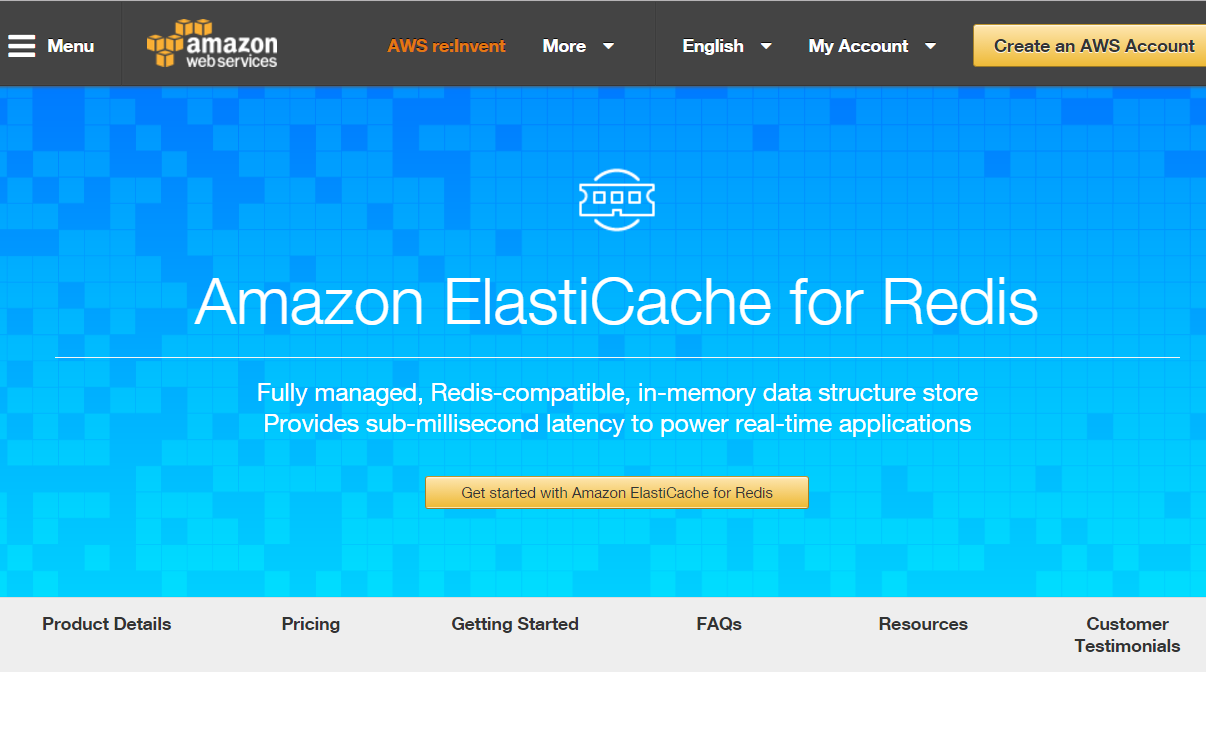 Menu
amazon
webservices
AWS re:Invent
More
English
My Account
Create an AWS Account
Amazon ElastiCache for Redis
Fully managed, Redis-compatible, in-memory data structure store
Provides sub-millisecond latency to power real-time applications
Get started with Amazon ElastiCache for Redis
Product Details
Pricing
Getting Started
FAQs
Resources
Customer
Testimonials